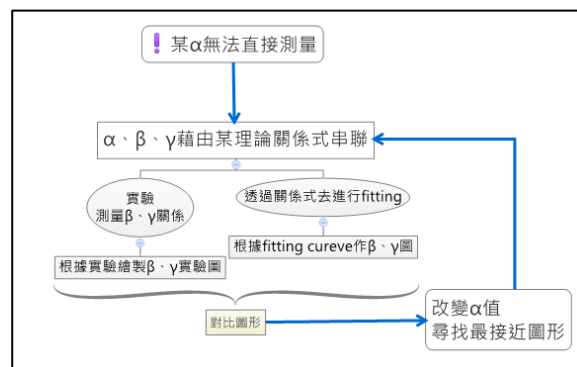 ❗ 某α無法直接測量
α、β、γ藉由某理論關係式串聯
實驗
測量β、γ關係
透過關係式去進行fitting
根據實驗繪製β、γ實驗圖
根據fitting cureve作β、γ圖
對比圖形
改變α值
尋找最接近圖形